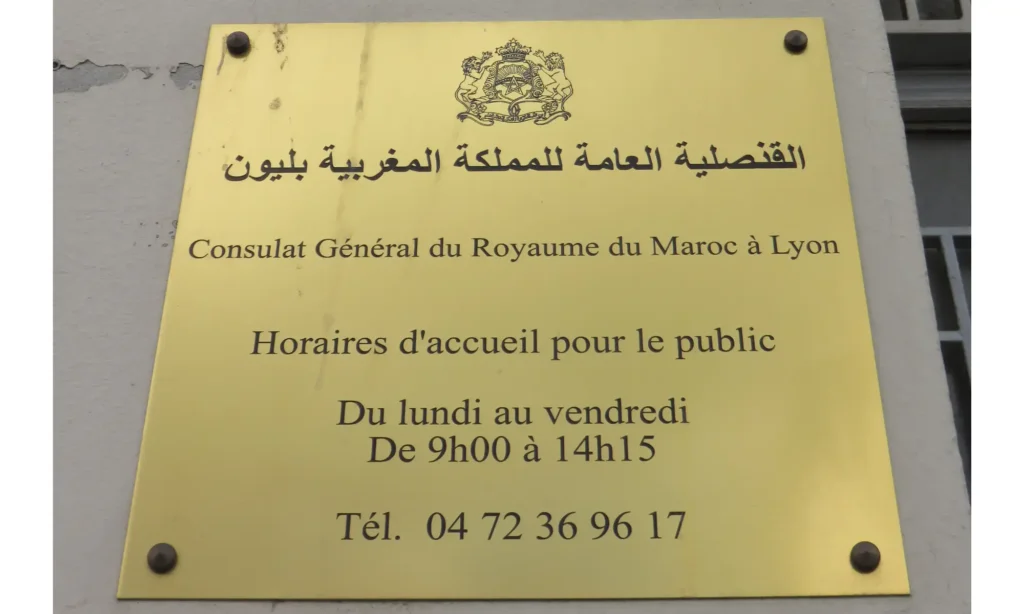 القنصلية العامة للمملكة المغربية بليون
Consulat Général du Royaume du Maroc à Lyon
Horaires d'accueil pour le public
Du lundi au vendredi
De 9h00 à 14h15
Tél. 04 72 36 96 17